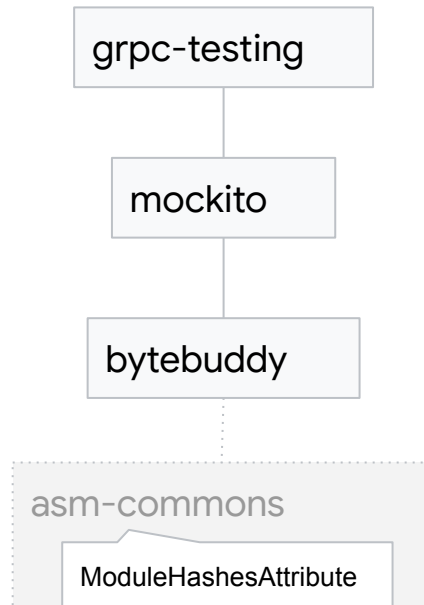 grpc-testing
mockito
bytebuddy
asm-commons
ModuleHashesAttribute